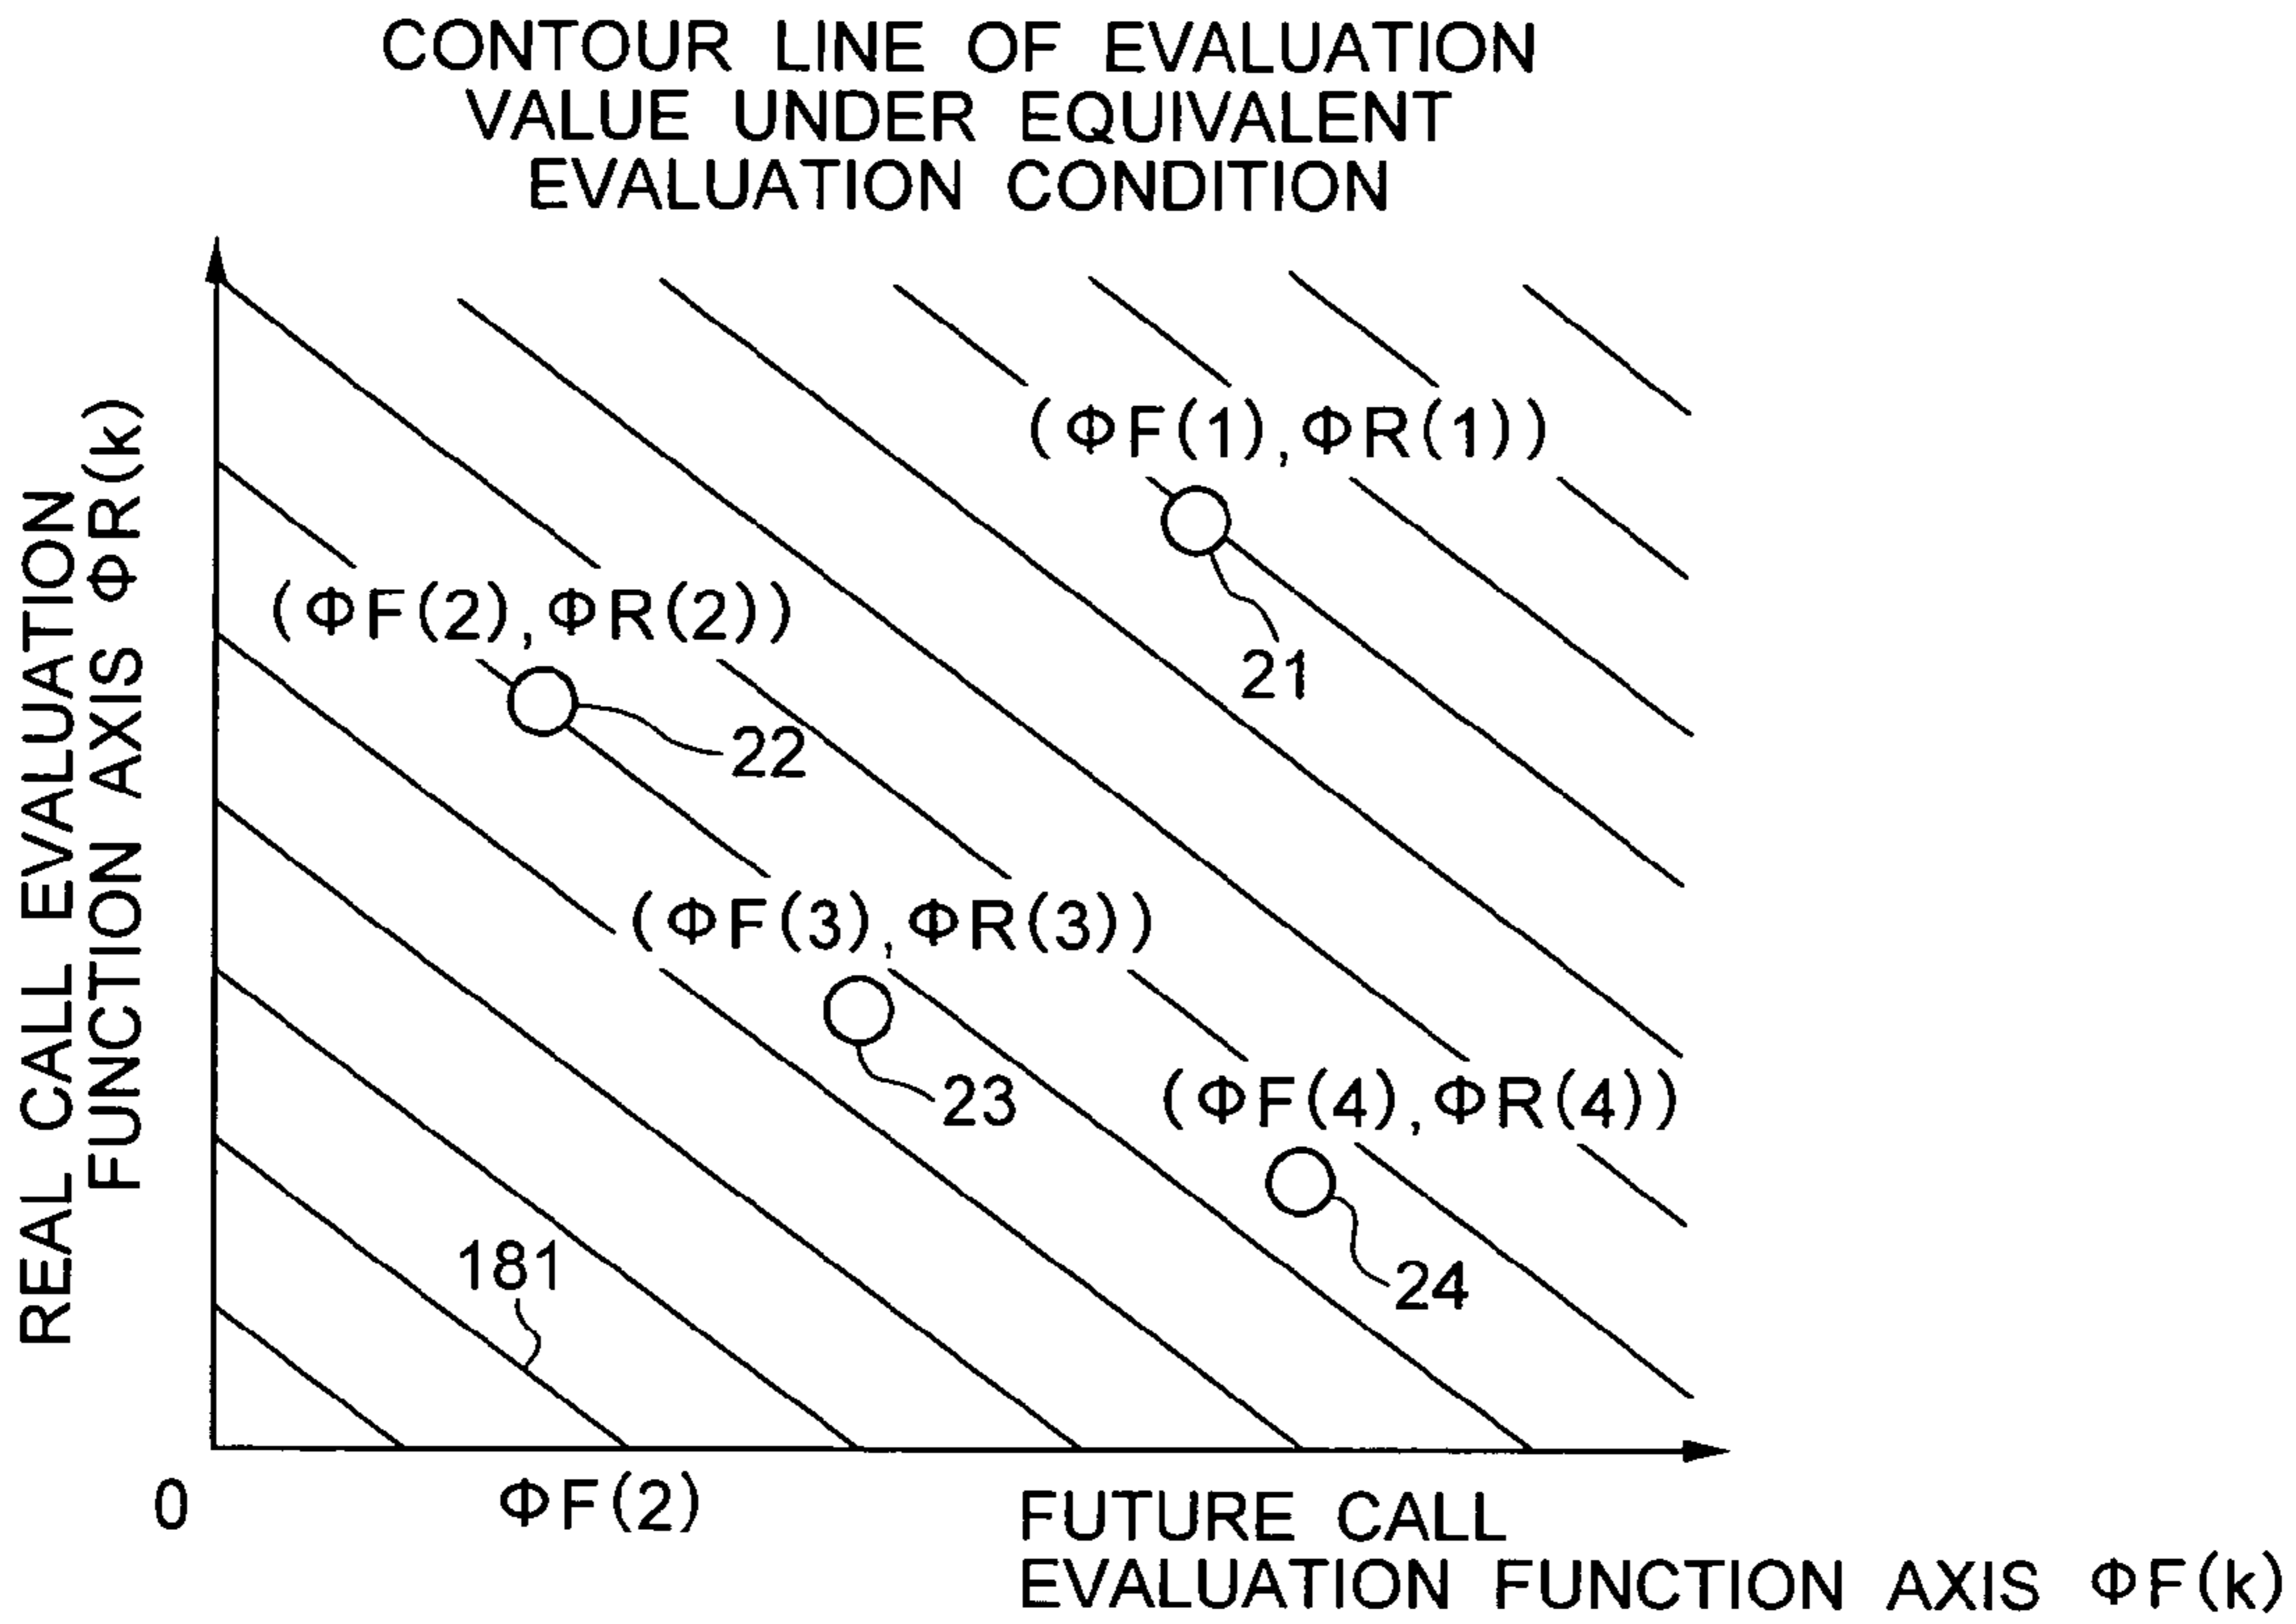 CONTOUR LINE OF EVALUATION
VALUE UNDER EQUIVALENT
EVALUATION CONDITION
REAL CALL EVALUATION
FUNCTION AXIS ΦR(k)
(ΦF(1),ΦR(1))
21
(ΦF(2),ΦR(2))
22
(ΦF(3),ΦR(3))
23
(ΦF(4),ΦR(4))
24
181
0
ΦF(2)
FUTURE CALL
EVALUATION FUNCTION AXIS ΦF(k)